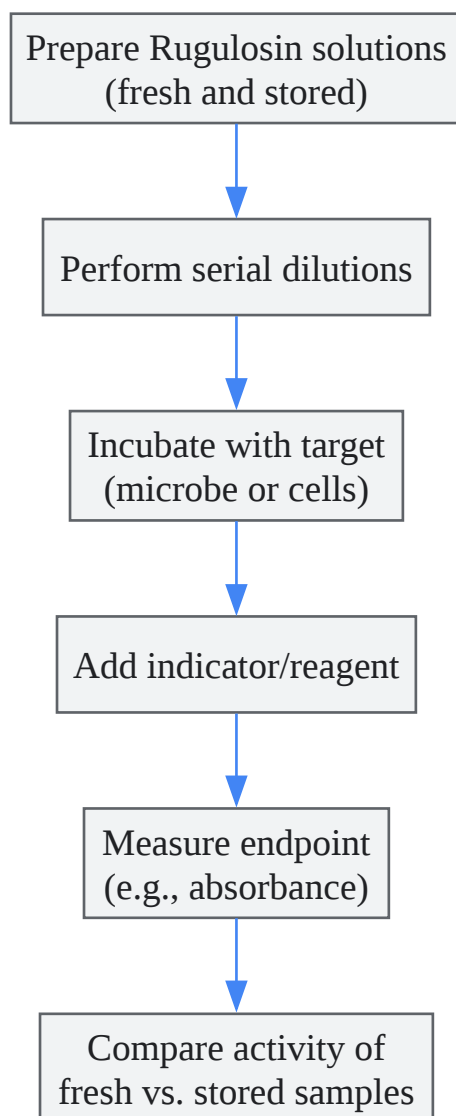 Prepare Rugulosin solutions
(fresh and stored)
Perform serial dilutions
Incubate with target
(microbe or cells)
Add indicator/reagent
Measure endpoint
(e.g., absorbance)
Compare activity of
fresh vs. stored samples